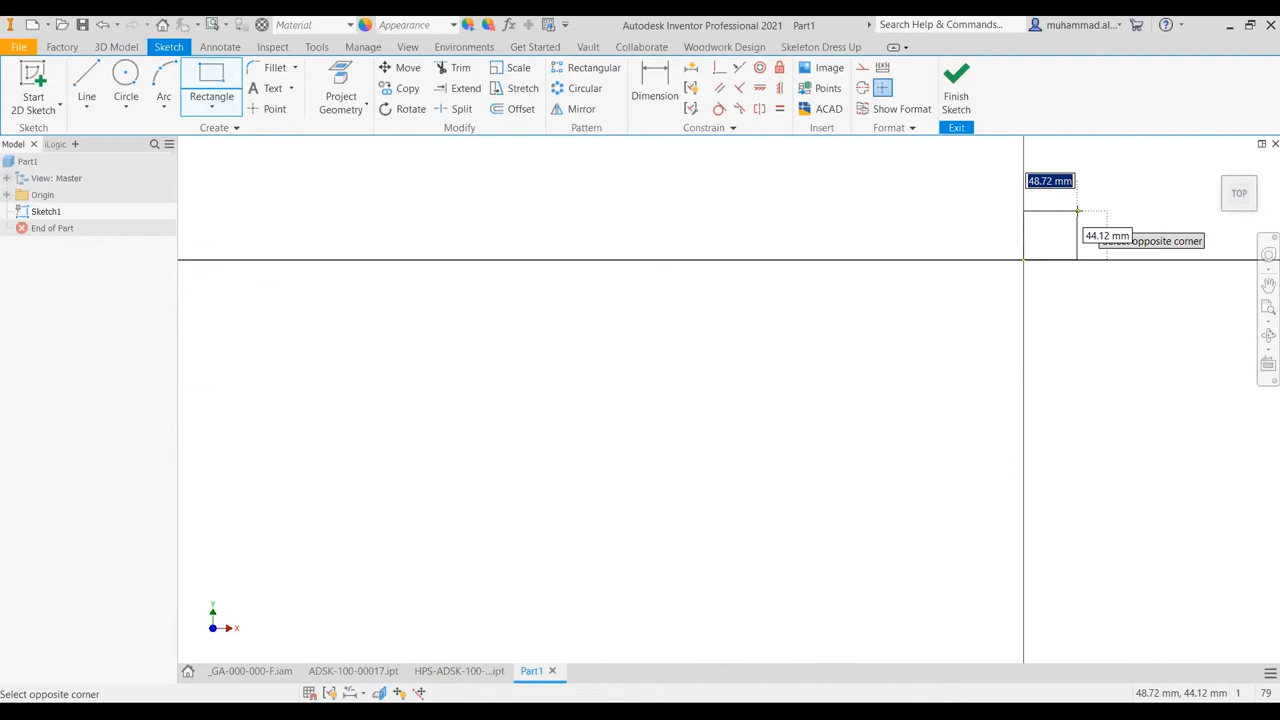 Material Appearance Autodesk Inventor Professional 2021 Part1 Search Help & Commands... muhammad.al...
File Factory 3D Model Sketch Annotate Inspect Tools Manage View Environments Get Started Vault Collaborate Woodwork Design Skeleton Dress Up
Start 2D Sketch
Line
Circle
Arc
Rectangle
Fillet
Text
Point
Project Geometry
Move
Copy
Rotate
Trim
Extend
Split
Scale
Stretch
Offset
Rectangular
Circular
Mirror
Dimension
Image
Points
ACAD
Show Format
Finish Sketch
Sketch Create Modify Pattern Constrain Insert Format Exit
Model iLogic
Part1
View: Master
Origin
Sketch1
End of Part
48.72 mm
TOP
44.12 mm
opposite corner
Y
X
_GA-000-000-F.iam ADSK-100-00017.ipt HPS-ADSK-100-...ipt Part1
Select opposite corner 48.72 mm, 44.12 mm 1 79